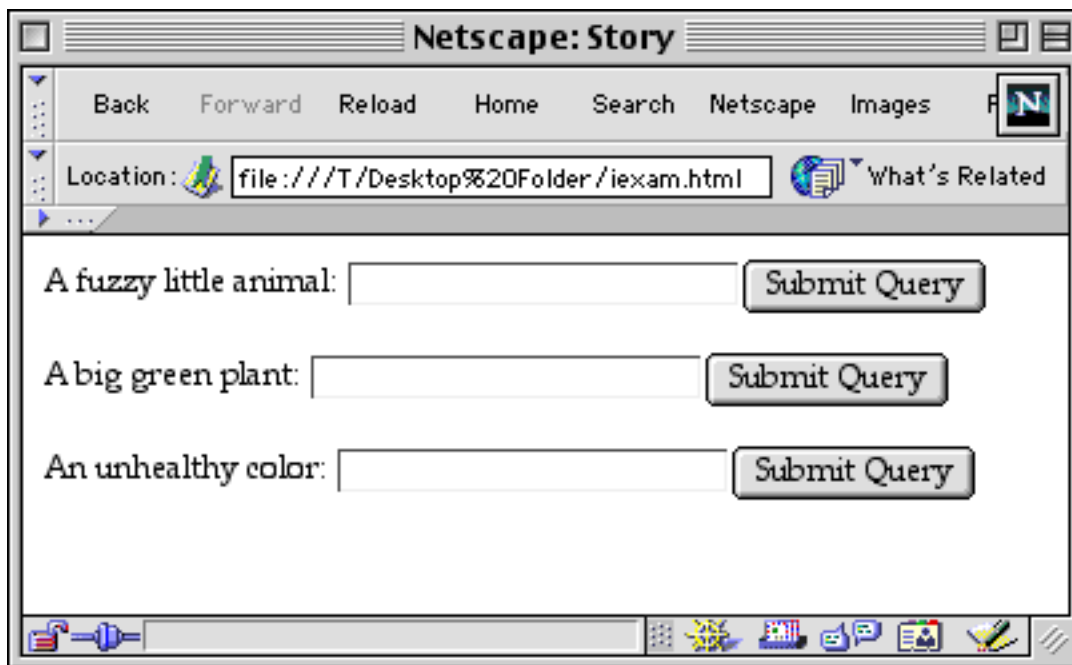 Netscape: Story
Back Forward Reload Home Search Netscape Images
N
Location: file:///T/Desktop%20Folder/iexam.html What's Related
...
A fuzzy little animal: Submit Query
A big green plant: Submit Query
An unhealthy color: Submit Query